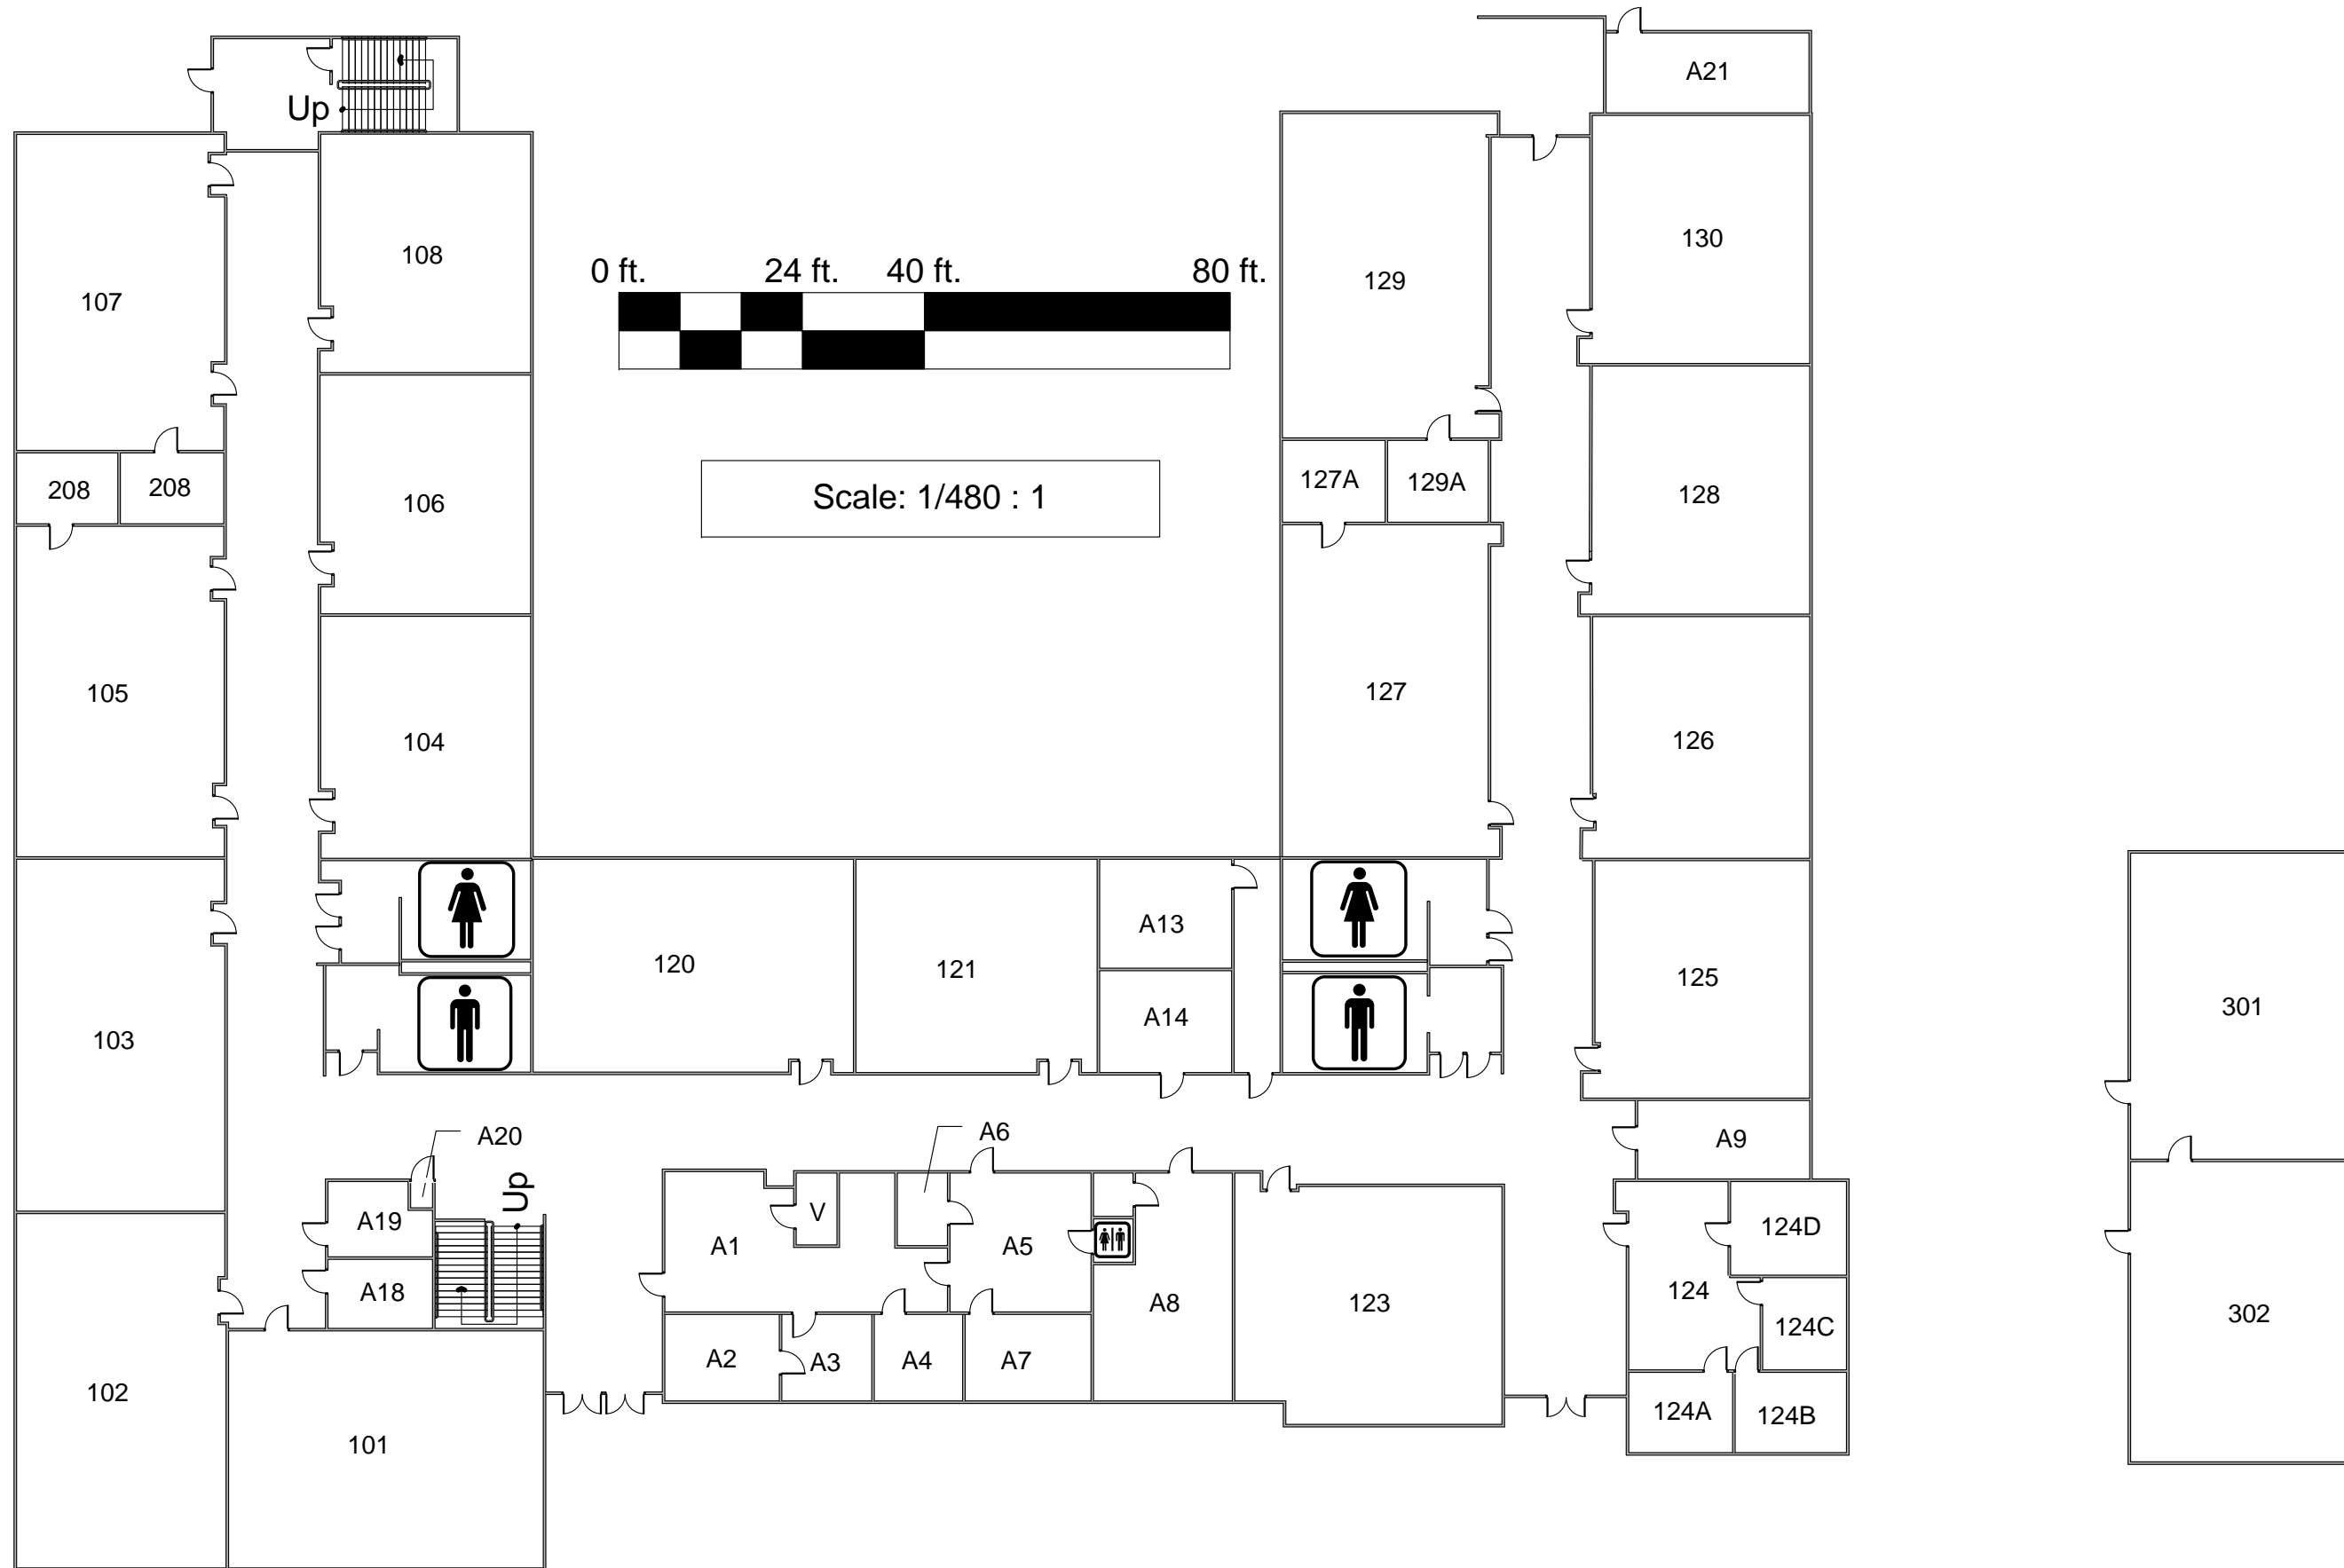 A21
Up
108
130
107
0 ft. 24 ft. 40 ft. 80 ft.
129
208
208
106
Scale: 1/480 : 1
127A
129A
128
105
104
127
126
120
121
A13
A14
125
103
301
A20
A6
A9
Up
A19
A18
A1
V
A5
A8
123
124
124D
124C
302
A2
A3
A4
A7
102
101
124A
124B